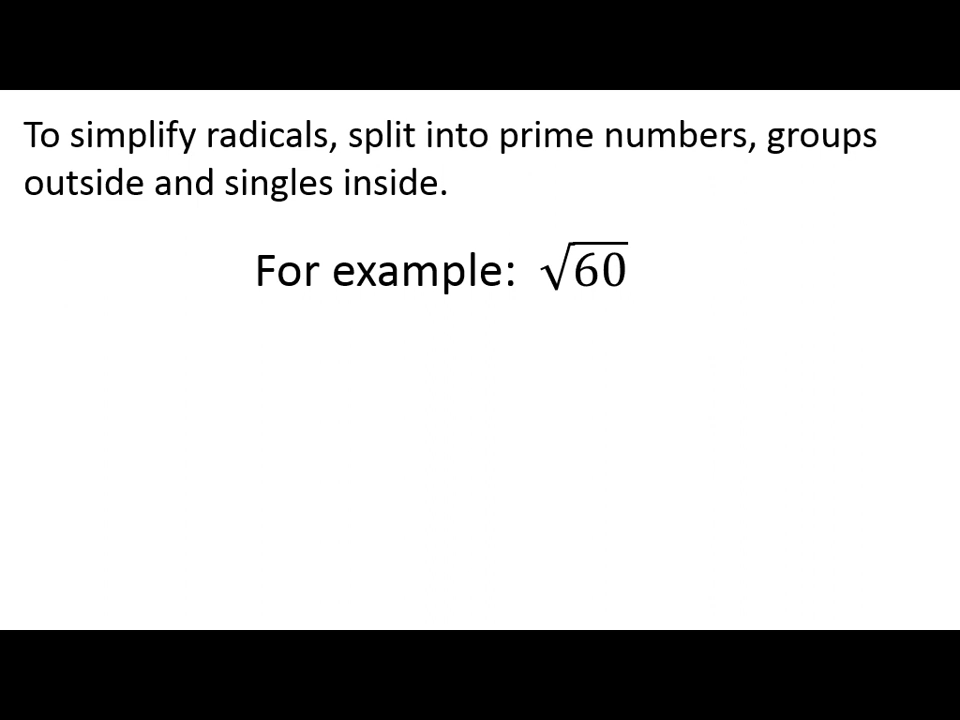 To simplify radicals, split into prime numbers, groups
outside and singles inside.
For example: √60